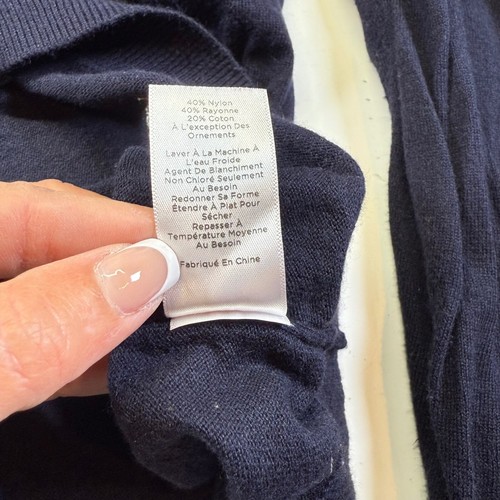 40% Nylon
40% Rayonne
20% Coton
À L'exception Des
Ornements
Laver À La Machine À
L'eau Froide
Agent De Blanchiment
Non Chloré Seulement
Au Besoin
Redonner Sa Forme
Étendre À Plat Pour
Sécher
Repasser À
Température Moyenne
Au Besoin
Fabriqué En Chine